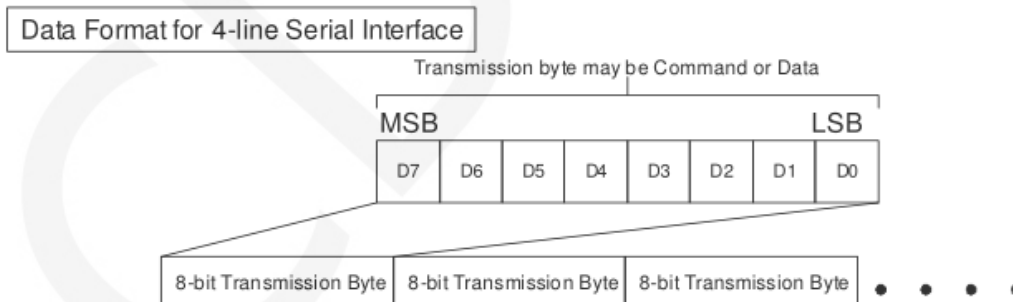 Data Format for 4-line Serial Interface
Transmission byte may be Command or Data
MSB LSB
D7 D6 D5 D4 D3 D2 D1 D0
8-bit Transmission Byte 8-bit Transmission Byte 8-bit Transmission Byte